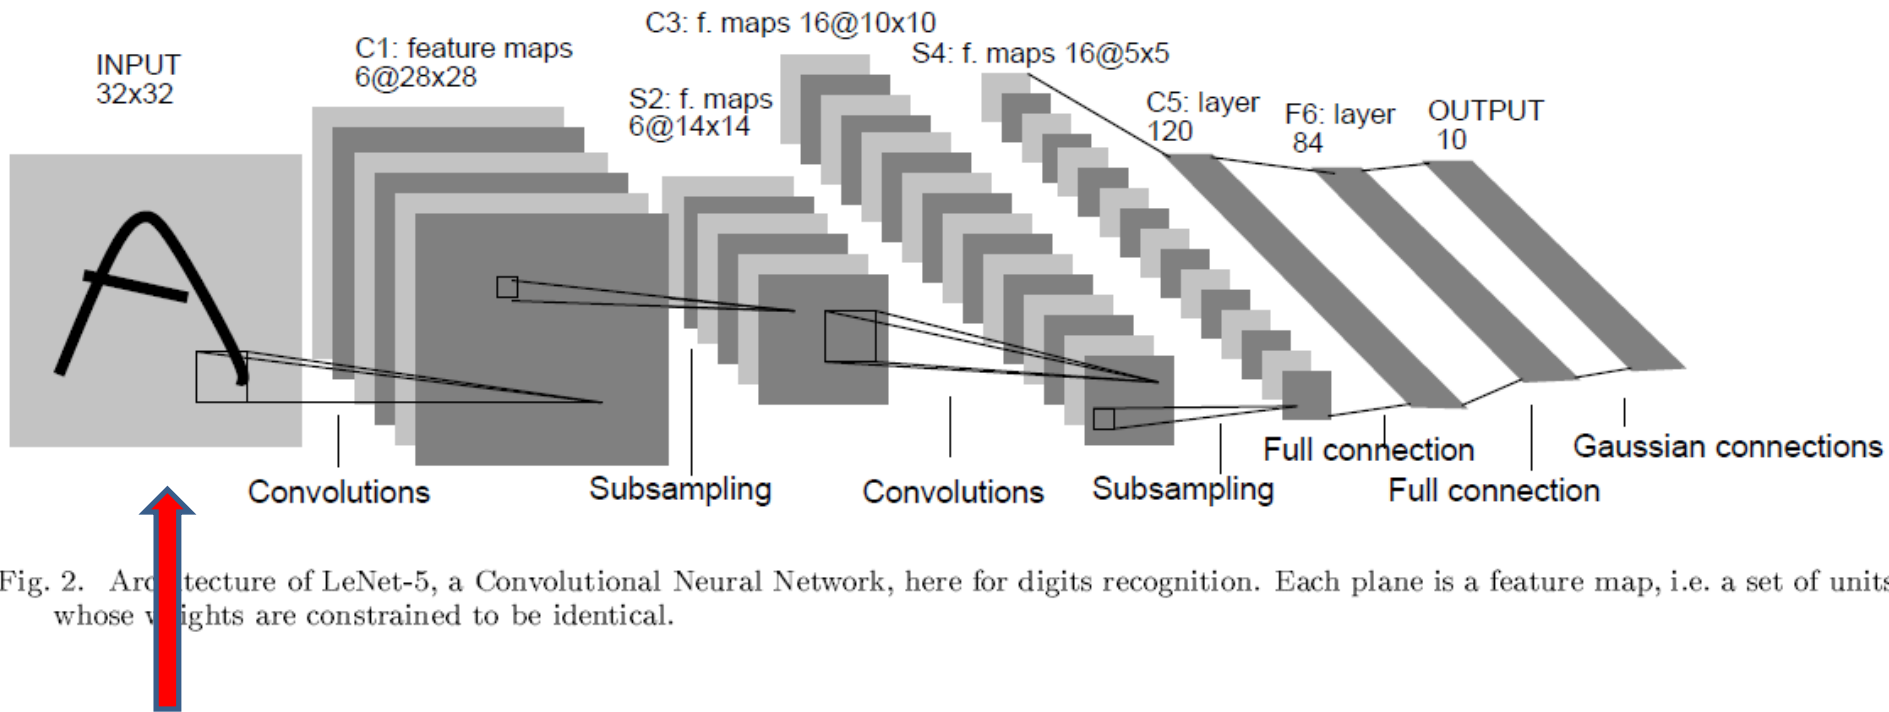 INPUT
32x32
C1: feature maps
6@28x28
S2: f. maps
6@14x14
C3: f. maps 16@10x10
S4: f. maps 16@5x5
C5: layer
120
F6: layer
84
OUTPUT
10
Convolutions
Subsampling
Convolutions
Subsampling
Full connection
Full connection
Gaussian connections
Fig. 2. of LeNet-5, a Convolutional Neural Network, here for digits recognition. Each plane is a feature map, i.e. a set of units
whose are constrained to be identical.